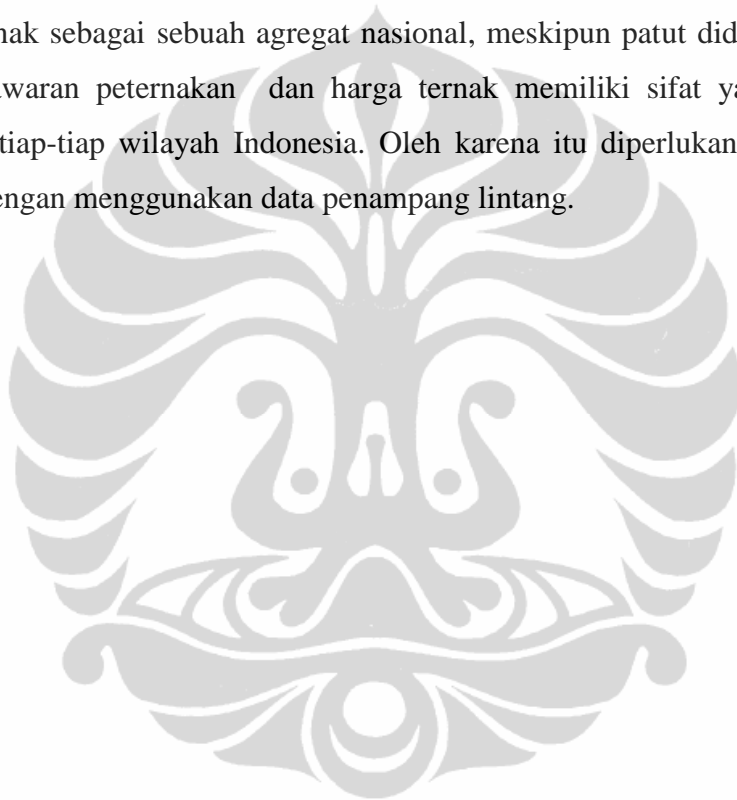 nak sebagai sebuah agregat nasional, meskipun patut did
awaran peternakan dan harga ternak memiliki sifat ya
tiap-tiap wilayah Indonesia. Oleh karena itu diperlukan
engan menggunakan data penampang lintang.